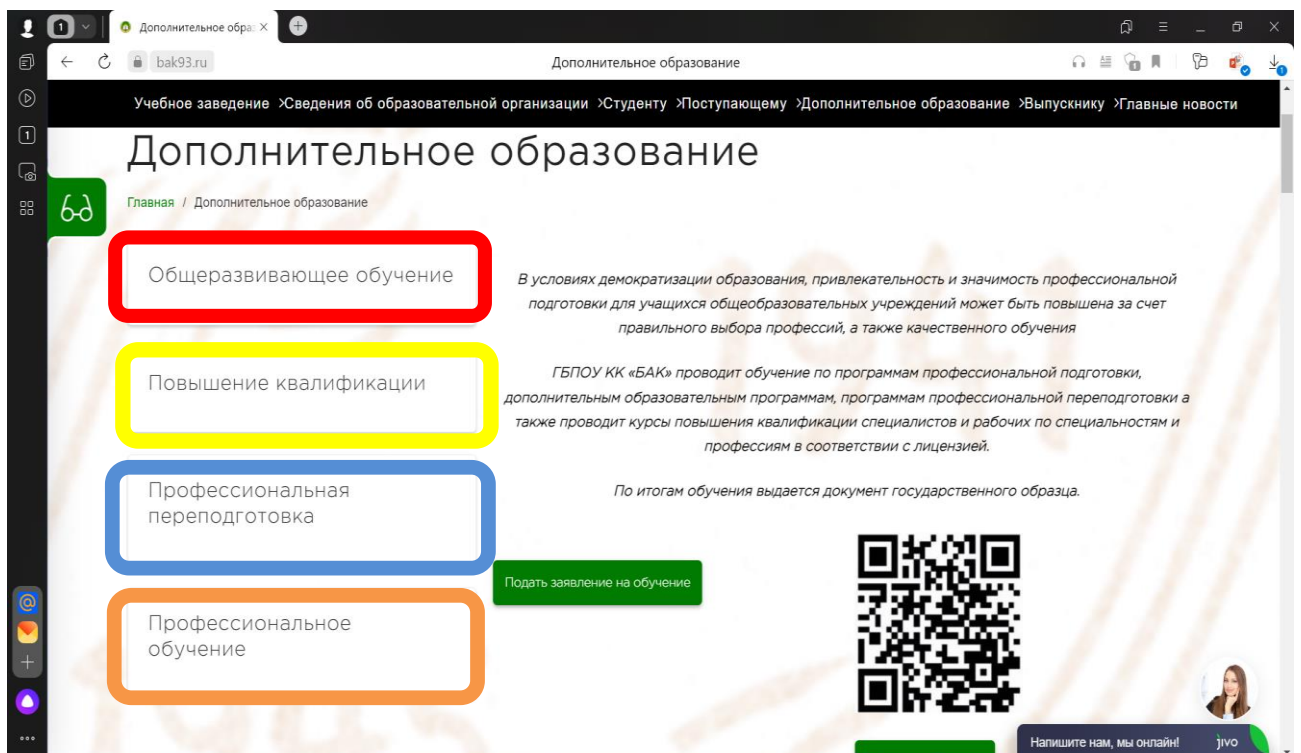 1
Дополнительное обра
bak93.ru
Дополнительное образование
Учебное заведение >Сведения об образовательной организации >Студенту >Поступающему >Дополнительное образование >Выпускнику >Главные новости
1
Дополнительное образование
Главная / Дополнительное образование
Общеразвивающее обучение
Повышение квалификации
Профессиональная
переподготовка
Профессиональное
обучение
В условиях демократизации образования, привлекательность и значимость профессиональной
подготовки для учащихся общеобразовательных учреждений может быть повышена за счет
правильного выбора профессий, а также качественного обучения
ГБПОУ КК «БАК» проводит обучение по программам профессиональной подготовки,
дополнительным образовательным программам, программам профессиональной переподготовки а
также проводит курсы повышения квалификации специалистов и рабочих по специальностям и
профессиям в соответствии с лицензией.
По итогам обучения выдается документ государственного образца.
Подать заявление на обучение
Напишите нам, мы онлайн! jivo
1941
1945